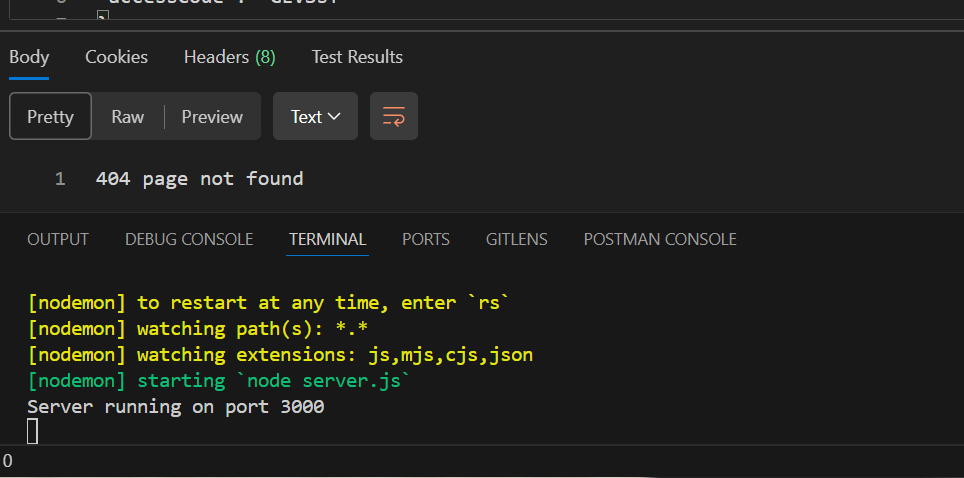 Body Cookies Headers (8) Test Results
Pretty Raw Preview Text
1 404 page not found
OUTPUT DEBUG CONSOLE TERMINAL PORTS GITLENS POSTMAN CONSOLE
[nodemon] to restart at any time, enter `rs`
[nodemon] watching path(s): *.*
[nodemon] watching extensions: js,mjs,cjs,json
[nodemon] starting `node server.js`
Server running on port 3000
0